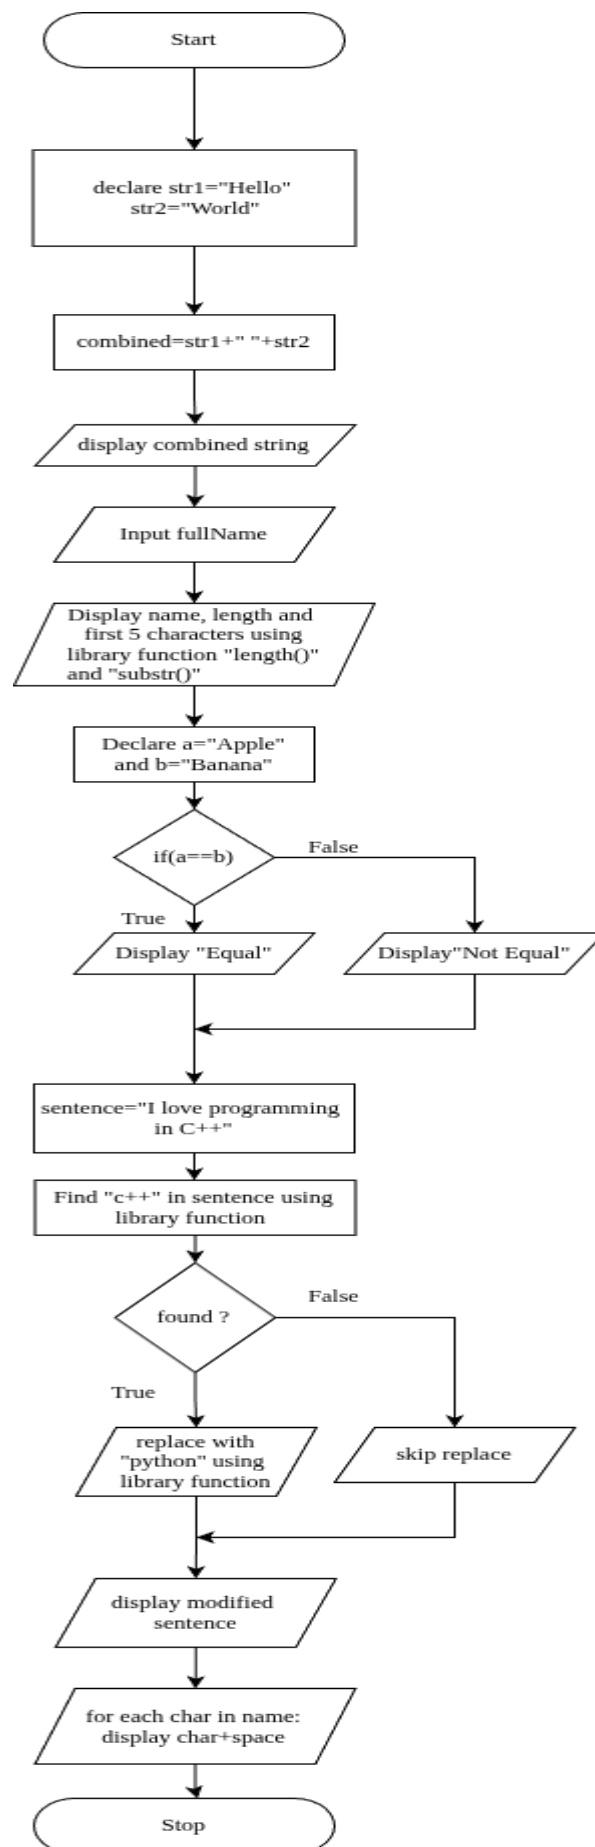 Start
declare str1="Hello"
str2="World"
combined=str1+" "+str2
display combined string
Input fullName
Display name, length and
first 5 characters using
library function "length()"
and "substr()"
Declare a="Apple"
and b="Banana"
if(a==b)
False
True
Display "Equal"
Display"Not Equal"
sentence="I love programming
in C++"
Find "c++" in sentence using
library function
found ?
False
True
replace with
"python" using
library function
skip replace
display modified
sentence
for each char in name:
display char+space
Stop